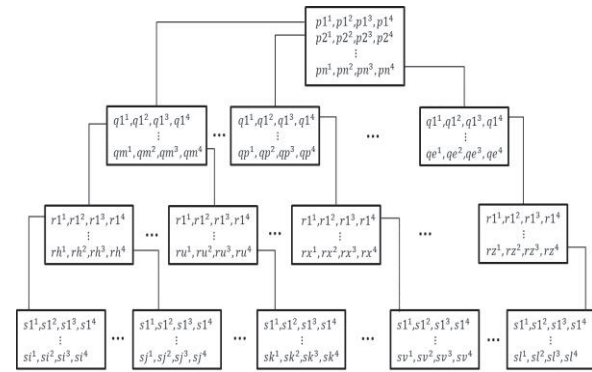 p1¹,p1²,p1³,p1⁴
p2¹,p2²,p2³,p2⁴
⋮
pn¹,pn²,pn³,pn⁴
q1¹,q1²,q1³,q1⁴
⋮
qm¹,qm²,qm³,qm⁴
...
q1¹,q1²,q1³,q1⁴
⋮
qp¹,qp²,qp³,qp⁴
...
q1¹,q1²,q1³,q1⁴
⋮
qe¹,qe²,qe³,qe⁴
r1¹,r1²,r1³,r1⁴
⋮
rh¹,rh²,rh³,rh⁴
...
r1¹,r1²,r1³,r1⁴
⋮
ru¹,ru²,ru³,ru⁴
...
r1¹,r1²,r1³,r1⁴
⋮
rx¹,rx²,rx³,rx⁴
...
r1¹,r1²,r1³,r1⁴
⋮
rz¹,rz²,rz³,rz⁴
s1¹,s1²,s1³,s1⁴
⋮
si¹,si²,si³,si⁴
...
s1¹,s1²,s1³,s1⁴
⋮
sj¹,sj²,sj³,sj⁴
...
s1¹,s1²,s1³,s1⁴
⋮
sk¹,sk²,sk³,sk⁴
...
s1¹,s1²,s1³,s1⁴
⋮
sv¹,sv²,sv³,sv⁴
...
s1¹,s1²,s1³,s1⁴
⋮
sl¹,sl²,sl³,sl⁴